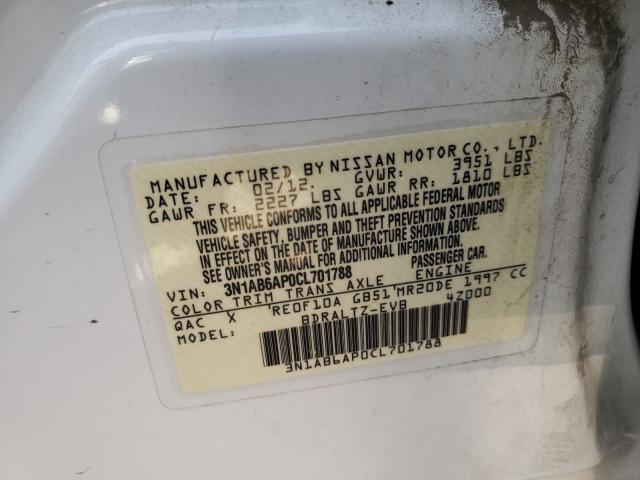 MANUFACTURED BY NISSAN MOTOR CO., LTD.
DATE: 02/12. GVWR: 3951 LBS
GAWR FR: 2227 LBS GAWR RR: 1810 LBS
THIS VEHICLE CONFORMS TO ALL APPLICABLE FEDERAL MOTOR
VEHICLE SAFETY, BUMPER AND THEFT PREVENTION STANDARDS
IN EFFECT ON THE DATE OF MANUFACTURE SHOWN ABOVE.
SEE OWNER'S MANUAL FOR ADDITIONAL INFORMATION.
VIN: 3N1AB6AP0CL701788 PASSENGER CAR.
COLOR TRIM TRANS AXLE ENGINE
QAC X RE0F10A GB51 MR20DE 1997 CC
MODEL: BDRALTZ-EVB 4Z000
3N1AB6AP0CL701788